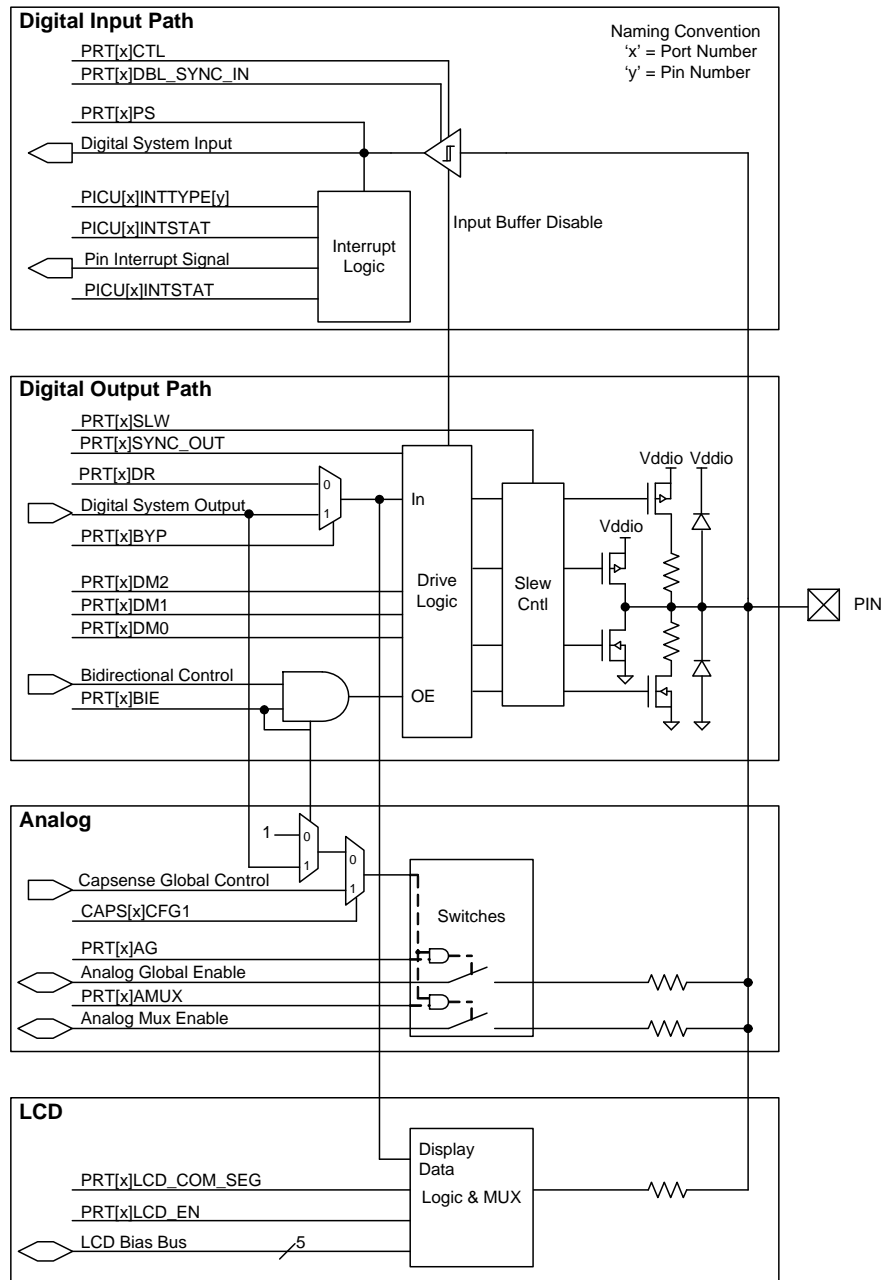 Digital Input Path
Naming Convention
'x' = Port Number
'y' = Pin Number
PRT[x]CTL
PRT[x]DBL_SYNC_IN
PRT[x]PS
Digital System Input
PICU[x]INTTYPE[y]
PICU[x]INTSTAT
Pin Interrupt Signal
PICU[x]INTSTAT
Interrupt
Logic
Input Buffer Disable
Digital Output Path
PRT[x]SLW
PRT[x]SYNC_OUT
PRT[x]DR
Digital System Output
PRT[x]BYP
0
1
In
Drive
Logic
OE
Slew
Cntl
Vddio
Vddio
Vddio
PIN
PRT[x]DM2
PRT[x]DM1
PRT[x]DM0
Bidirectional Control
PRT[x]BIE
Analog
1
0
1
0
1
Capsense Global Control
CAPS[x]CFG1
Switches
PRT[x]AG
Analog Global Enable
PRT[x]AMUX
Analog Mux Enable
LCD
Display
Data
Logic & MUX
PRT[x]LCD_COM_SEG
PRT[x]LCD_EN
LCD Bias Bus
5